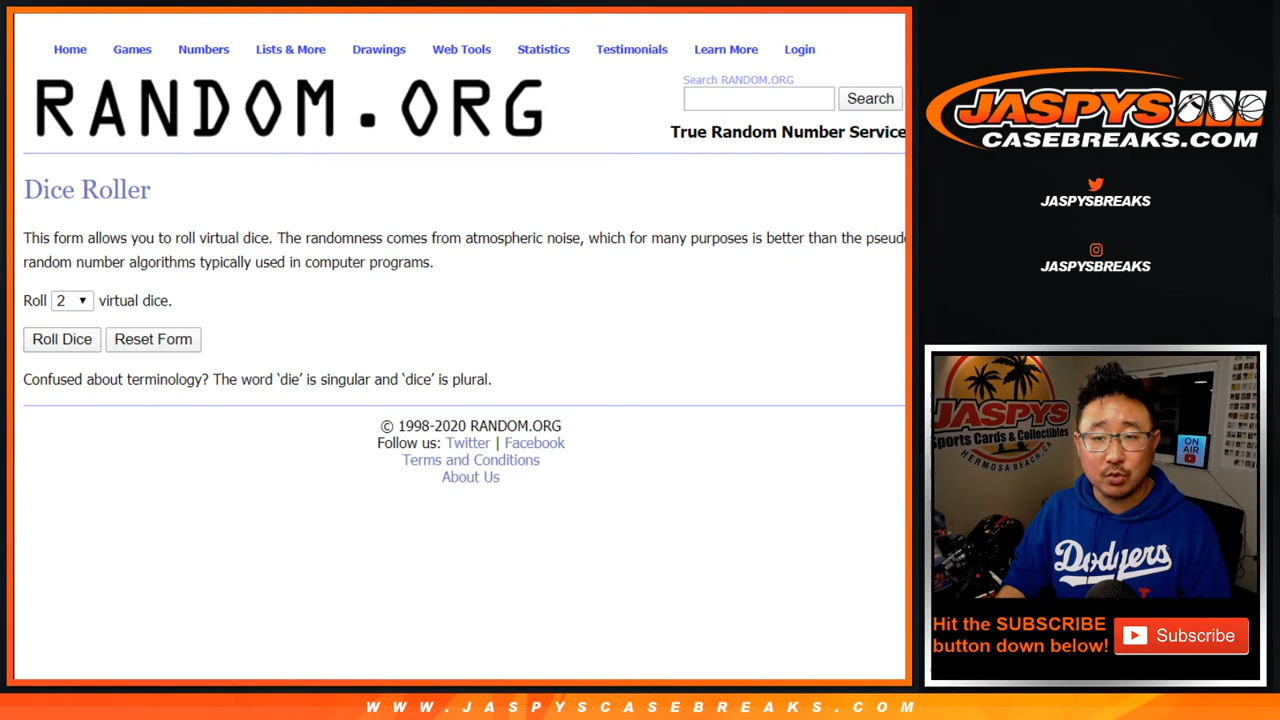 Home Games Numbers Lists & More Drawings Web Tools Statistics Testimonials Learn More Login
RANDOM.ORG
Search RANDOM.ORG
Search
True Random Number Service
Dice Roller
This form allows you to roll virtual dice. The randomness comes from atmospheric noise, which for many purposes is better than the pseudo
random number algorithms typically used in computer programs.
Roll 2 virtual dice.
Roll Dice Reset Form
Confused about terminology? The word ‘die’ is singular and ‘dice’ is plural.
© 1998-2020 RANDOM.ORG
Follow us: Twitter | Facebook
Terms and Conditions
About Us
JASPYS
CASEBREAKS.COM
JASPYSBREAKS
JASPYSBREAKS
JASPYS
Sports Cards & Collectibles
HERMOSA BEACH, CA
ON AIR
Dodgers
Hit the SUBSCRIBE
button down below!
Subscribe
WWW.JASPYSCASEBREAKS.COM